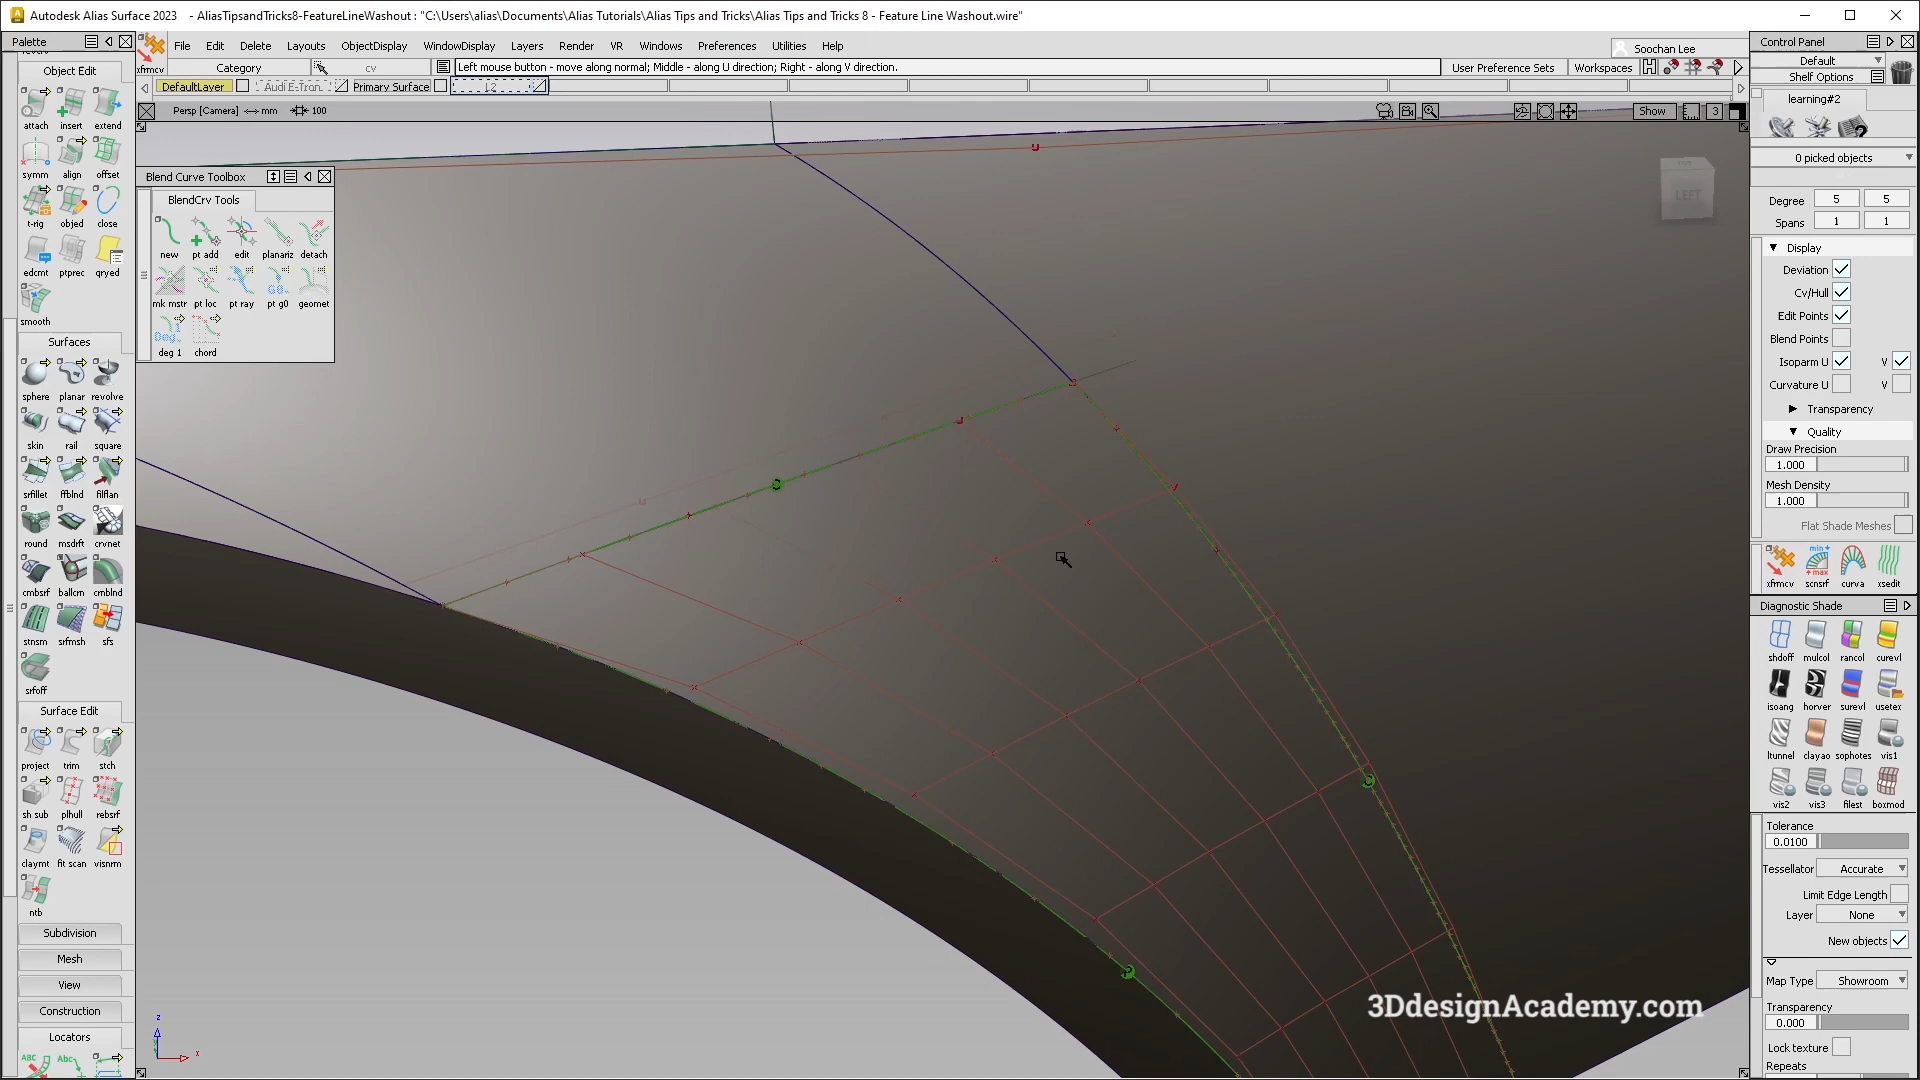 Autodesk Alias Surface 2023 - AliasTipsandTricks8-FeatureLineWashout : "C:\Users\alias\Documents\Alias Tutorials\Alias Tips and Tricks\Alias Tips and Tricks 8 - Feature Line Washout.wire"
Palette
xfrmcv
File Edit Delete Layouts ObjectDisplay WindowDisplay Layers Render VR Windows Preferences Utilities Help
Soochan Lee
Category
cv
Left mouse button - move along normal; Middle - along U direction; Right - along V direction.
User Preference Sets
Workspaces
DefaultLayer
Audi E-Tran.
Primary Surface
L2
Persp [Camera] <-> mm 100
Show
3
LEFT
Object Edit
attach insert extend
symm align offset
t-rig objed close
edcmt ptprec qryed
smooth
Surfaces
sphere planar revolve
skin rail square
srfillet ffblnd filflan
round msdrft crvnet
cmbsrf ballcrn crnblnd
stnsm srfmsh sfs
srfoff
Surface Edit
project trim stch
sh sub plhull rebsrf
claymt fit scan visnrm
ntb
Subdivision
Mesh
View
Construction
Locators
ABC Abc
Blend Curve Toolbox
BlendCrv Tools
new pt add edit planariz detach
mk mstr pt loc pt ray pt g0 geomet
deg 1 chord
z
x
3DdesignAcademy.com
Control Panel
Default
Shelf Options
learning#2
0 picked objects
Degree 5 5
Spans 1 1
Display
Deviation
Cv/Hull
Edit Points
Blend Points
Isoparm U V
Curvature U V
Transparency
Quality
Draw Precision
1.000
Mesh Density
1.000
Flat Shade Meshes
xfrmcv scnsrf curva xsedit
Diagnostic Shade
shdoff mulcol rancol curevl
isoang horver surevl usetex
ltunnel clayao sophotes vis1
vis2 vis3 filest boxmod
Tolerance
0.0100
Tessellator Accurate
Limit Edge Length
Layer None
New objects
Map Type Showroom
Transparency
0.000
Lock texture
Repeats